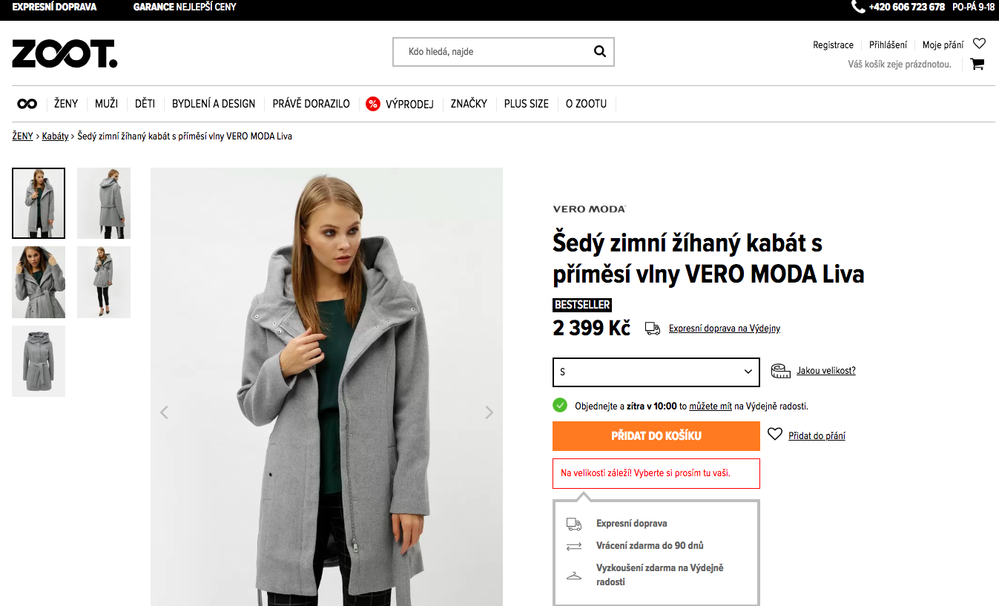 EXPRESNÍ DOPRAVA GARANCE NEJLEPŠÍ CENY +420 606 723 678 PO-PÁ 9-18
ZOOT.
Kdo hledá, najde
Registrace Přihlášení Moje přání
Váš košík zeje prázdnotou.
ŽENY MUŽI DĚTI BYDLENÍ A DESIGN PRÁVĚ DORAZILO % VÝPRODEJ ZNAČKY PLUS SIZE O ZOOTU
ŽENY > Kabáty > Šedý zimní žíhaný kabát s příměsí vlny VERO MODA Liva
VERO MODA
Šedý zimní žíhaný kabát s
příměsí vlny VERO MODA Liva
BESTSELLER
2 399 Kč Expresní doprava na Výdejny
S Jakou velikost?
Objednejte a zítra v 10:00 to můžete mít na Výdejně radosti.
PŘIDAT DO KOŠÍKU Přidat do přání
Na velikosti záleží! Vyberte si prosím tu vaši.
Expresní doprava
Vrácení zdarma do 90 dnů
Vyzkoušení zdarma na Výdejně
radosti